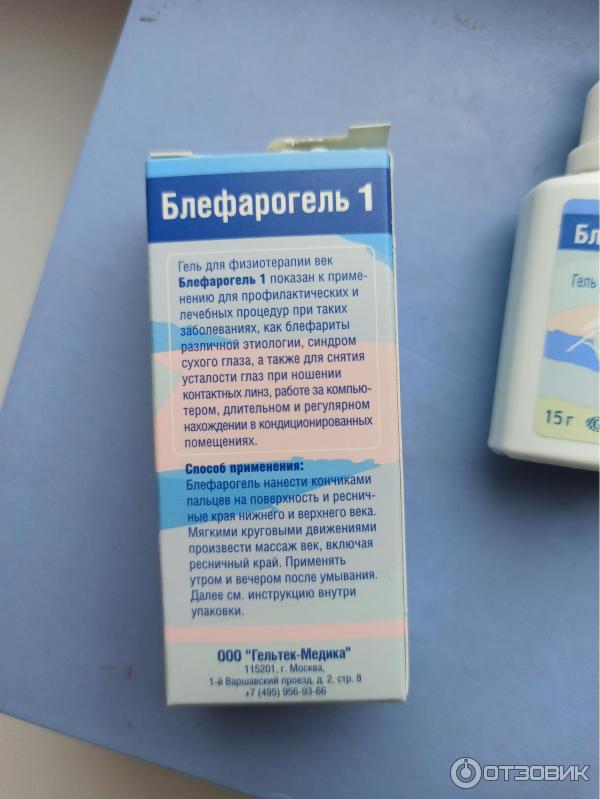 Блефарогель 1
Гель для физиотерапии век
Блефарогель 1 показан к приме-
нению для профилактических и
лечебных процедур при таких
заболеваниях, как блефариты
различной этиологии, синдром
сухого глаза, а также для снятия
усталости глаз при ношении
контактных линз, работе за компью-
тером, длительном и регулярном
нахождении в кондиционированных
помещениях.
Способ применения:
Блефарогель нанести кончиками
пальцев на поверхность и реснич-
ные края нижнего и верхнего века.
Мягкими круговыми движениями
произвести массаж век, включая
ресничный край. Применять
утром и вечером после умывания.
Далее см. инструкцию внутри
упаковки.
ООО "Гельтек-Медика"
115201, г. Москва,
1-й Варшавский проезд, д. 2, стр. 8
+7 (495) 956-93-66
Бл
Гель
15 г
ОТЗОВИК